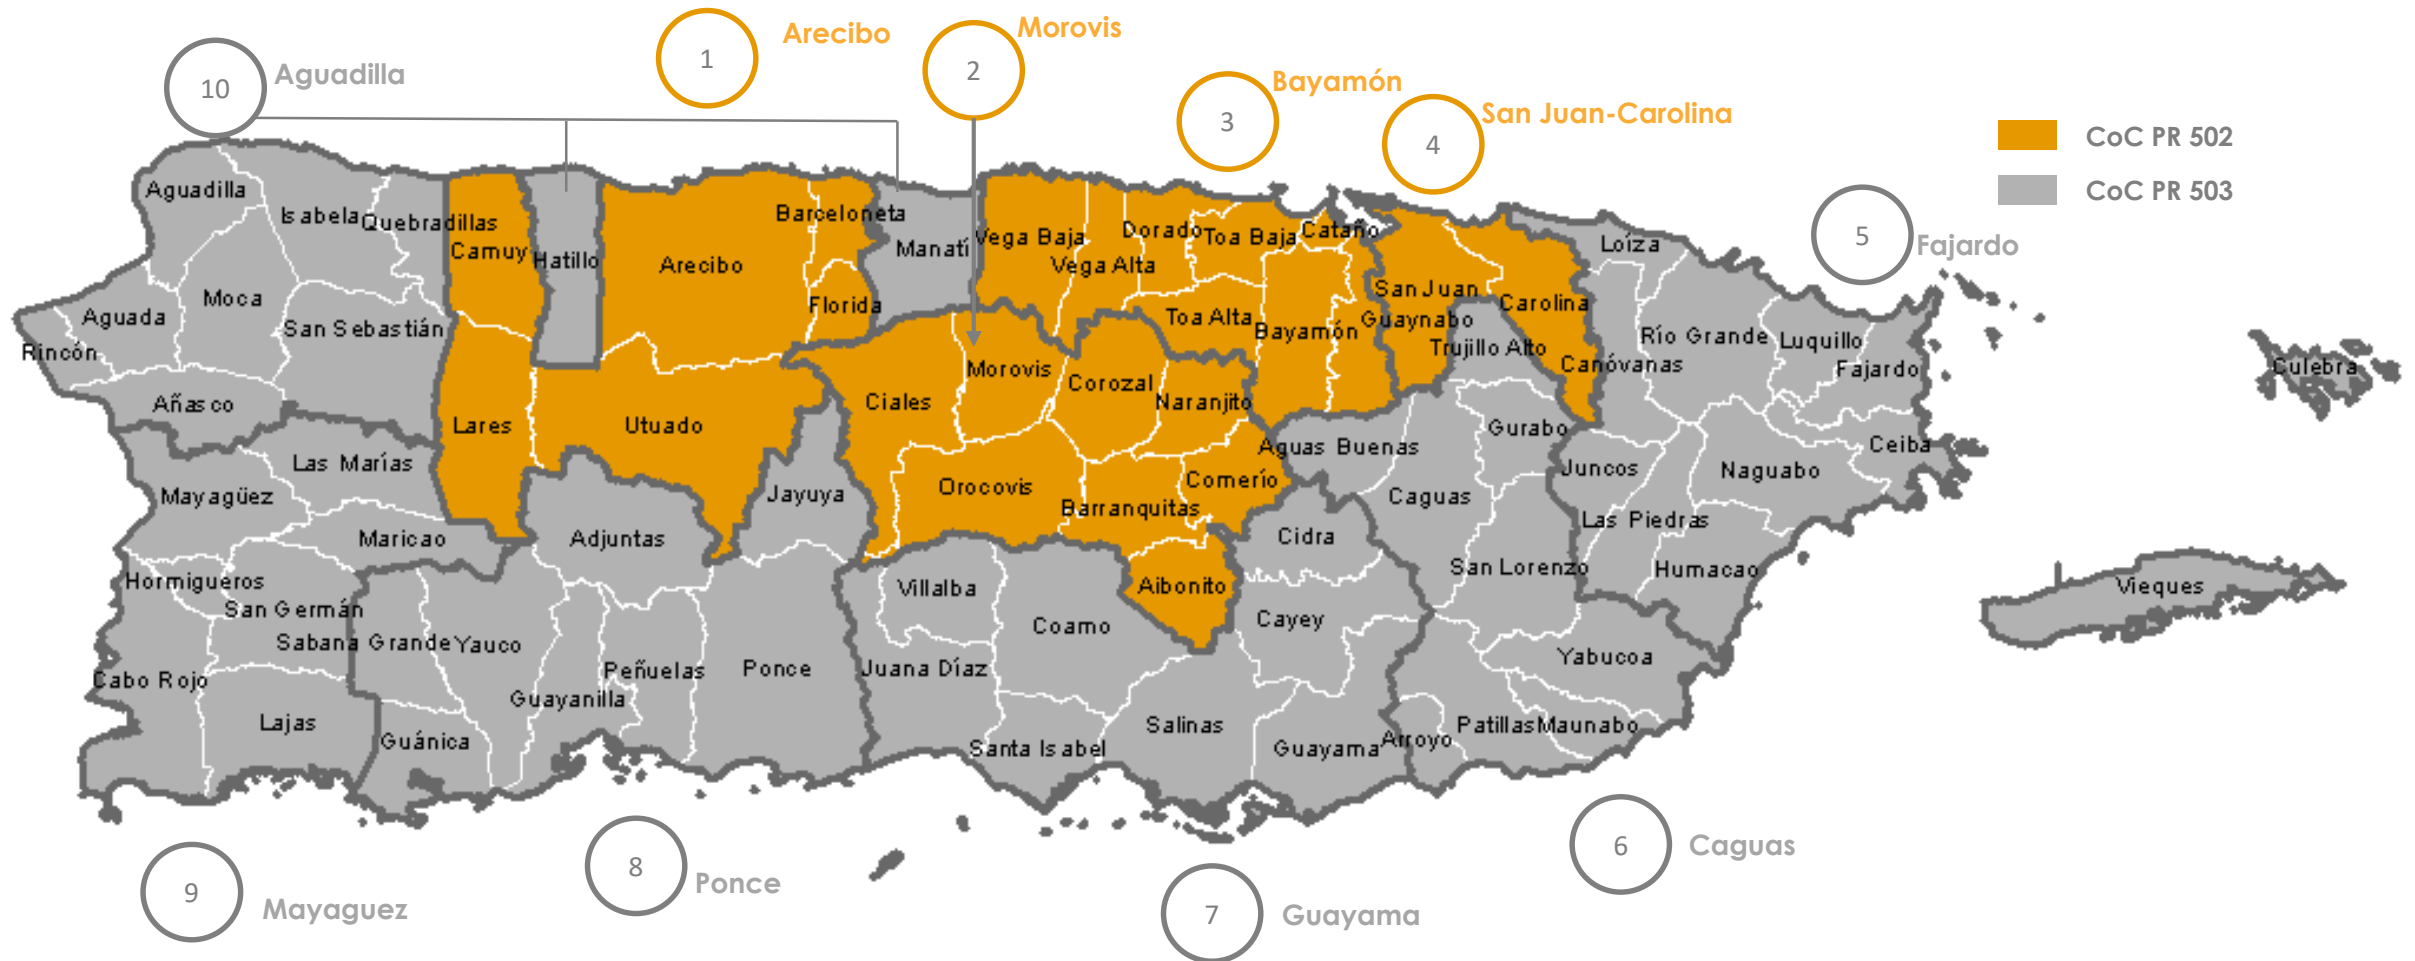 Arecibo
Morovis
1
2
10
Aguadilla
Bayamón
3
San Juan-Carolina
4
CoC PR 502
CoC PR 503
5
Fajardo
Aguadilla
Isabela
Quebradillas
Camuy
Hatillo
Arecibo
Barceloneta
Manatí
Vega Baja
Vega Alta
Dorado
Toa Baja
Cataño
Loíza
Moca
Aguada
San Sebastián
Rincón
Añasco
Florida
Toa Alta
Bayamón
San Juan
Guaynabo
Carolina
Trujillo Alto
Canóvanas
Río Grande
Luquillo
Fajardo
Culebra
Lares
Utuado
Ciales
Morovis
Corozal
Naranjito
Aguas Buenas
Gurabo
Ceiba
Las Marías
Mayagüez
Jayuya
Orocovis
Barranquitas
Comerío
Caguas
Juncos
Naguabo
Maricao
Adjuntas
Cidra
Las Piedras
San Lorenzo
Humacao
Hormigueros
San Germán
Villalba
Aibonito
Vieques
Sabana Grande
Yauco
Coamo
Cayey
Yabucoa
Cabo Rojo
Lajas
Guánica
Guayanilla
Peñuelas
Ponce
Juana Díaz
Santa Isabel
Salinas
Guayama
Arroyo
Patillas
Maunabo
9
Mayaguez
8
Ponce
7
Guayama
6
Caguas